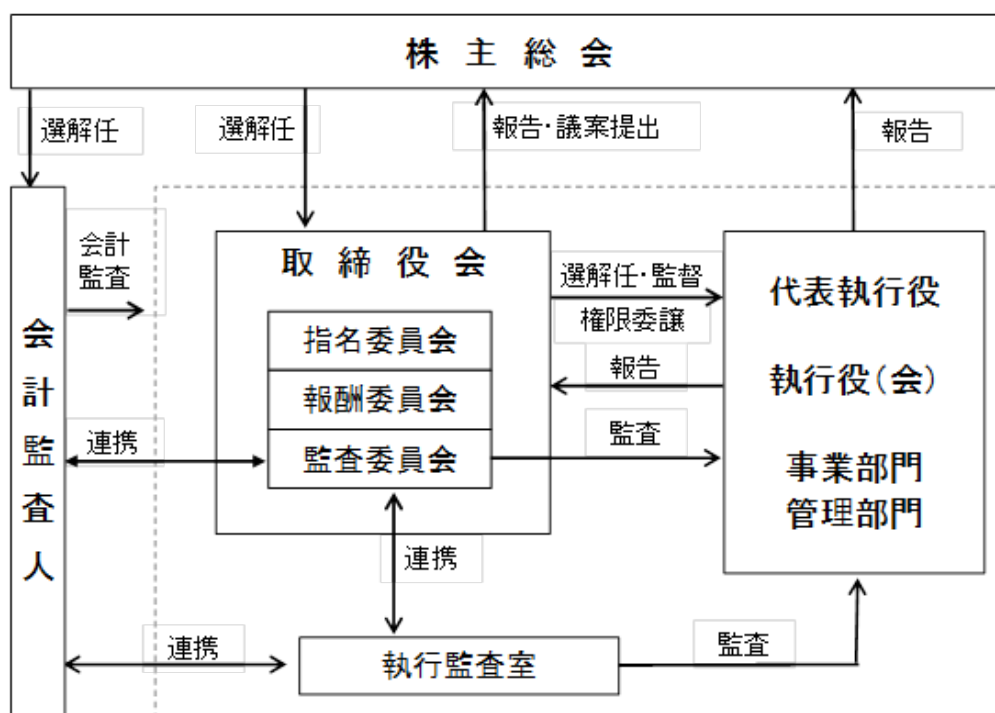 株主総会
選解任
選解任
報告・議案提出
報告
会計
監査
取締役会
選解任・監督
権限委譲
代表執行役
指名委員会
報告
執行役(会)
報酬委員会
会計監査人
連携
監査委員会
監査
事業部門
管理部門
連携
連携
執行監査室
監査